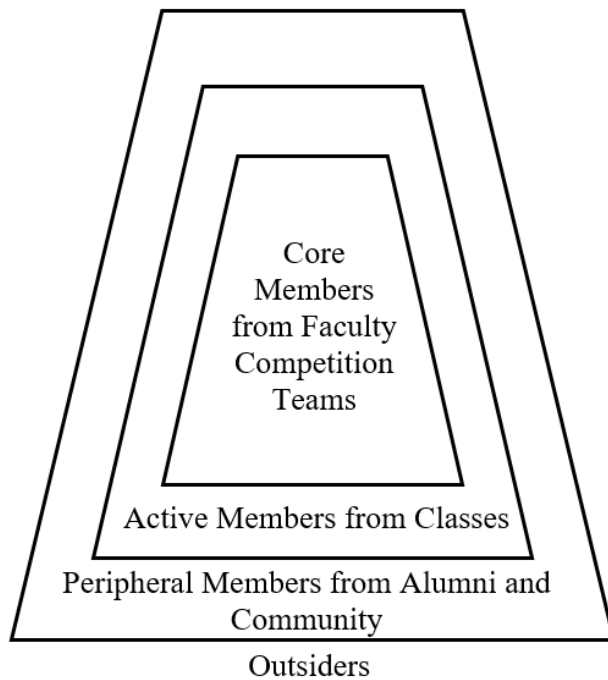 Core
Members
from Faculty
Competition
Teams
Active Members from Classes
Peripheral Members from Alumni and
Community
Outsiders